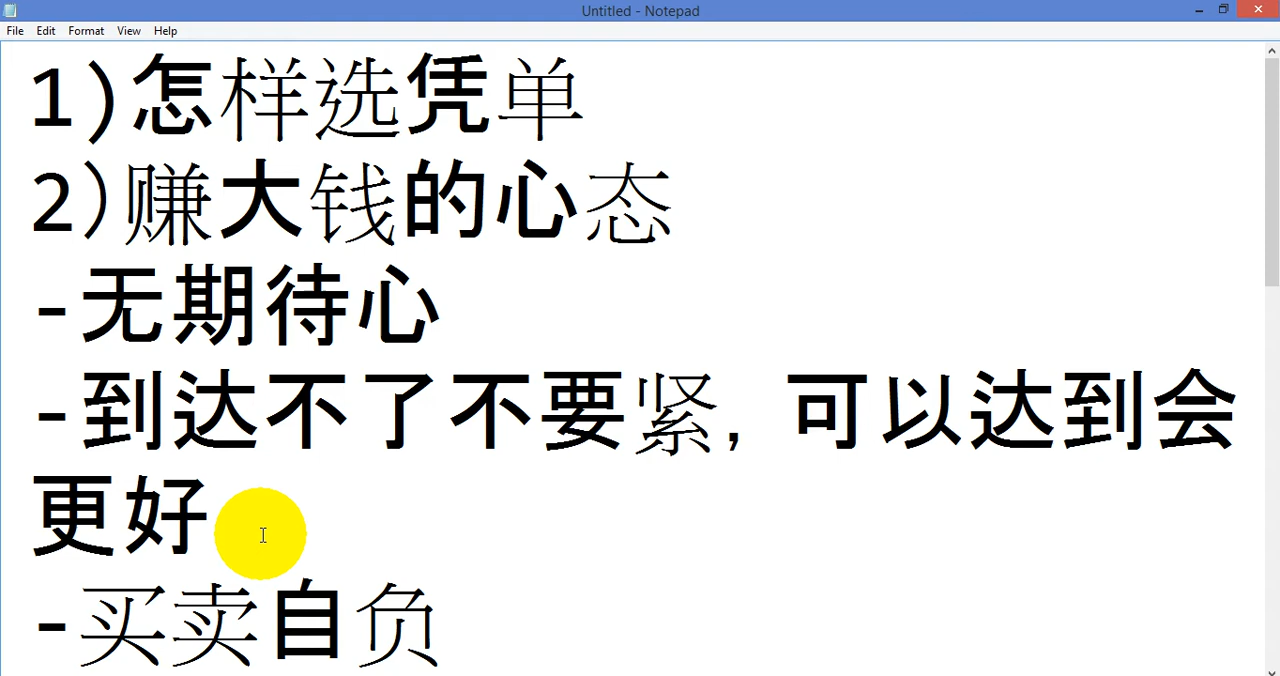 Untitled - Notepad
File Edit Format View Help
1)怎样选凭单
2)赚大钱的心态
-无期待心
-到达不了不要紧, 可以达到会
更好
-买卖自负